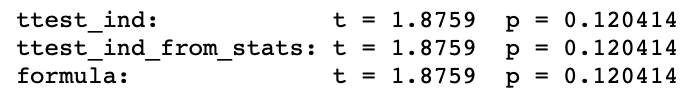 ttest_ind:            t = 1.8759  p = 0.120414
ttest_ind_from_stats: t = 1.8759  p = 0.120414
formula:              t = 1.8759  p = 0.120414